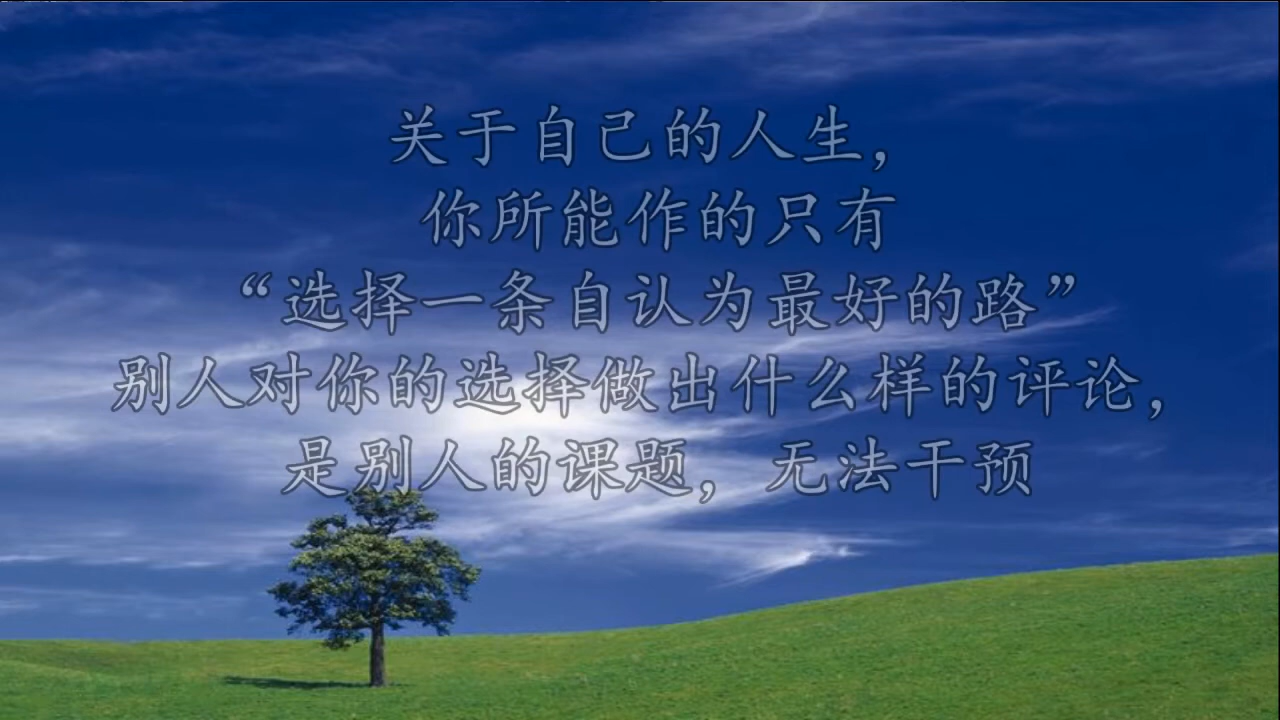 关于自己的人生，
你所能作的只有
“选择一条自认为最好的路”
别人对你的选择做出什么样的评论，
是别人的课题，无法干预